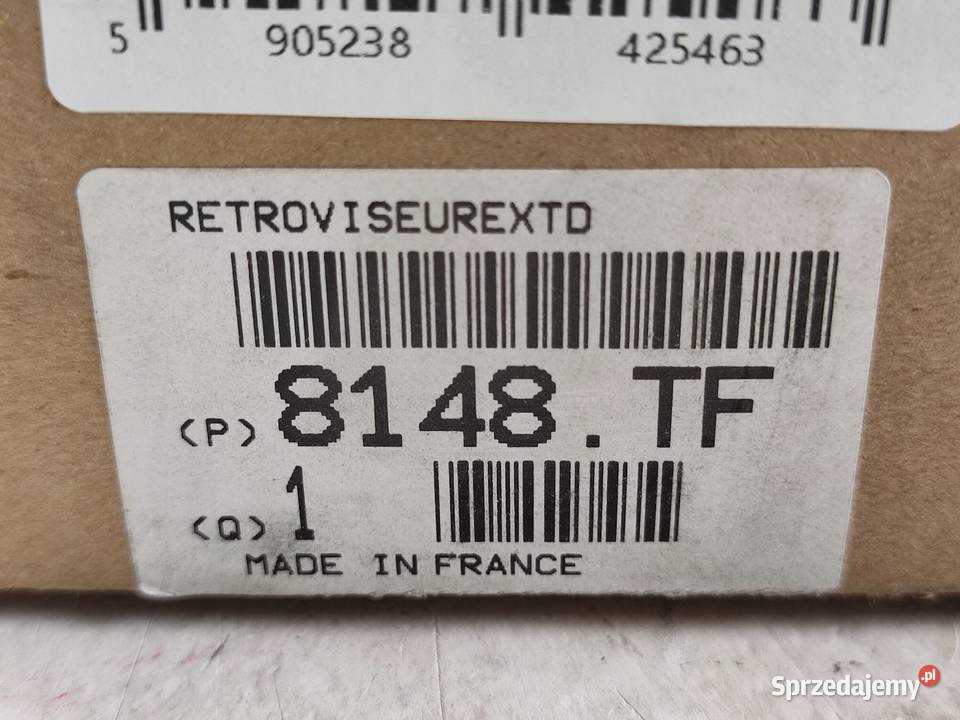 5 905238 425463
RETROVISEUREXTD
(P) 8148.TF
(Q) 1
MADE IN FRANCE
Sprzedajemy.pl